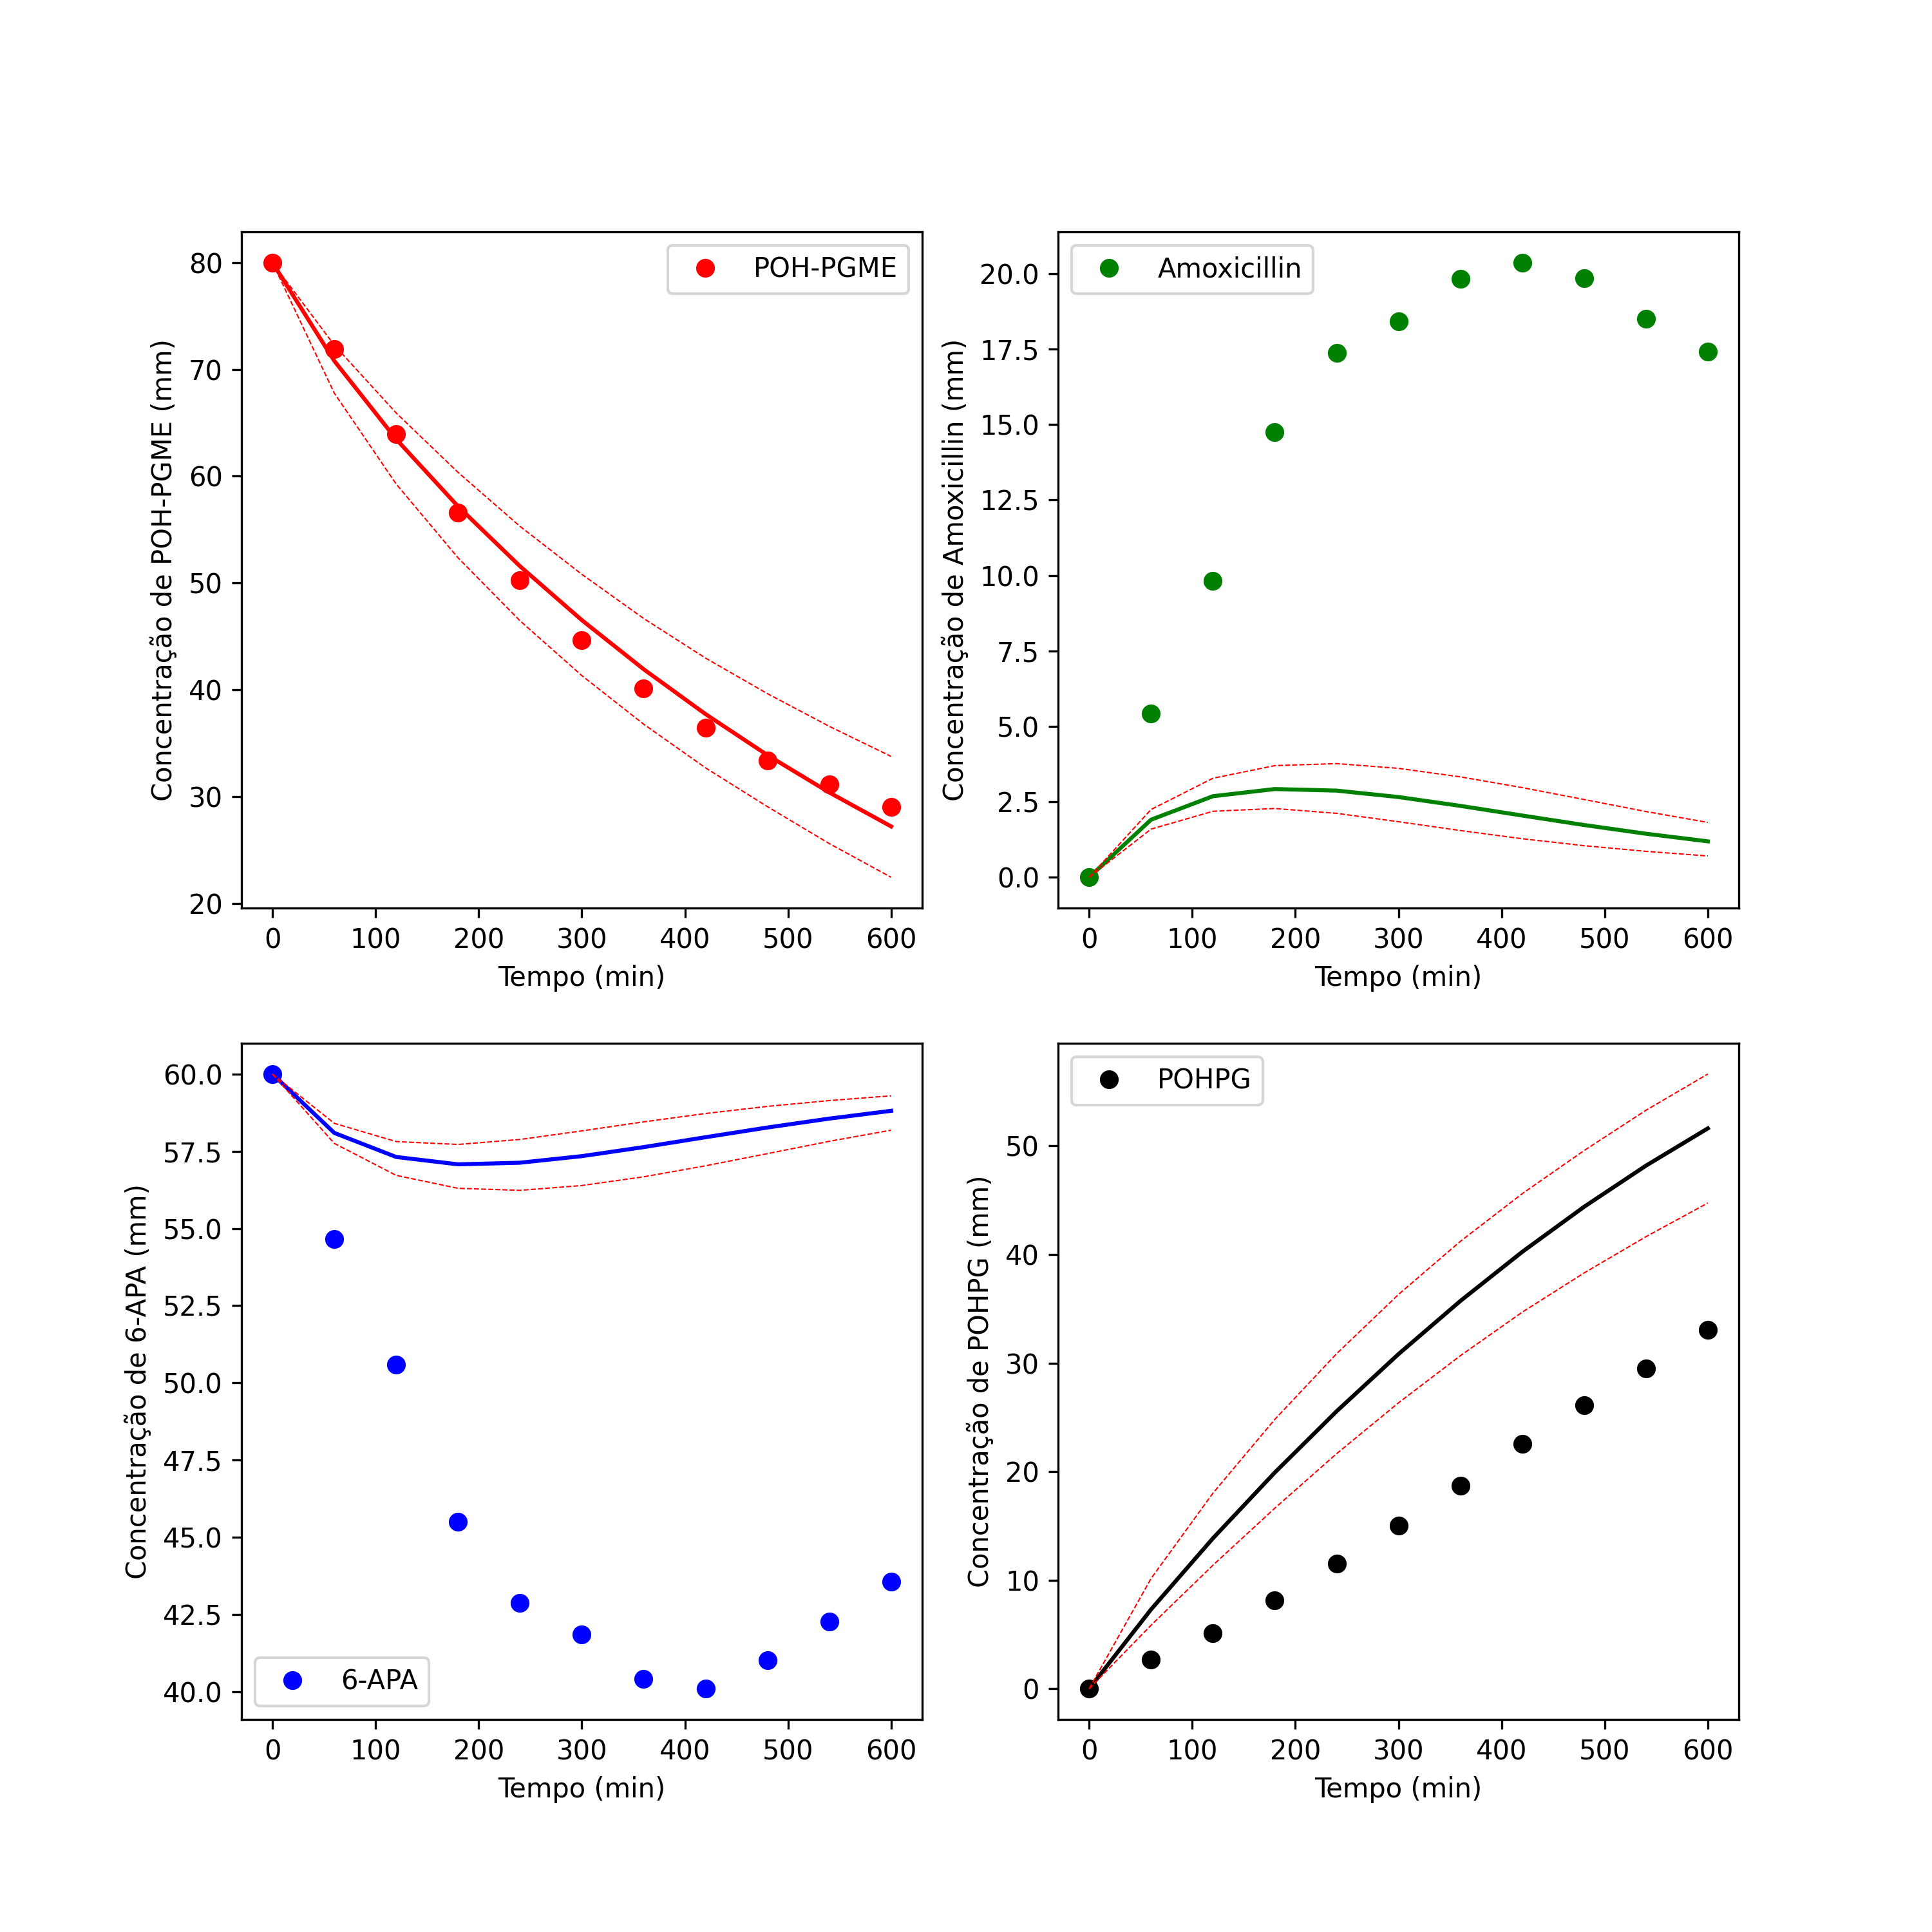 POH-PGME
Concentração de POH-PGME (mm)
80
70
60
50
40
30
20
0 100 200 300 400 500 600
Tempo (min)
Amoxicillin
Concentração de Amoxicillin (mm)
20.0
17.5
15.0
12.5
10.0
7.5
5.0
2.5
0.0
0 100 200 300 400 500 600
Tempo (min)
Concentração de 6-APA (mm)
60.0
57.5
55.0
52.5
50.0
47.5
45.0
42.5
40.0
6-APA
0 100 200 300 400 500 600
Tempo (min)
POHPG
Concentração de POHPG (mm)
50
40
30
20
10
0
0 100 200 300 400 500 600
Tempo (min)